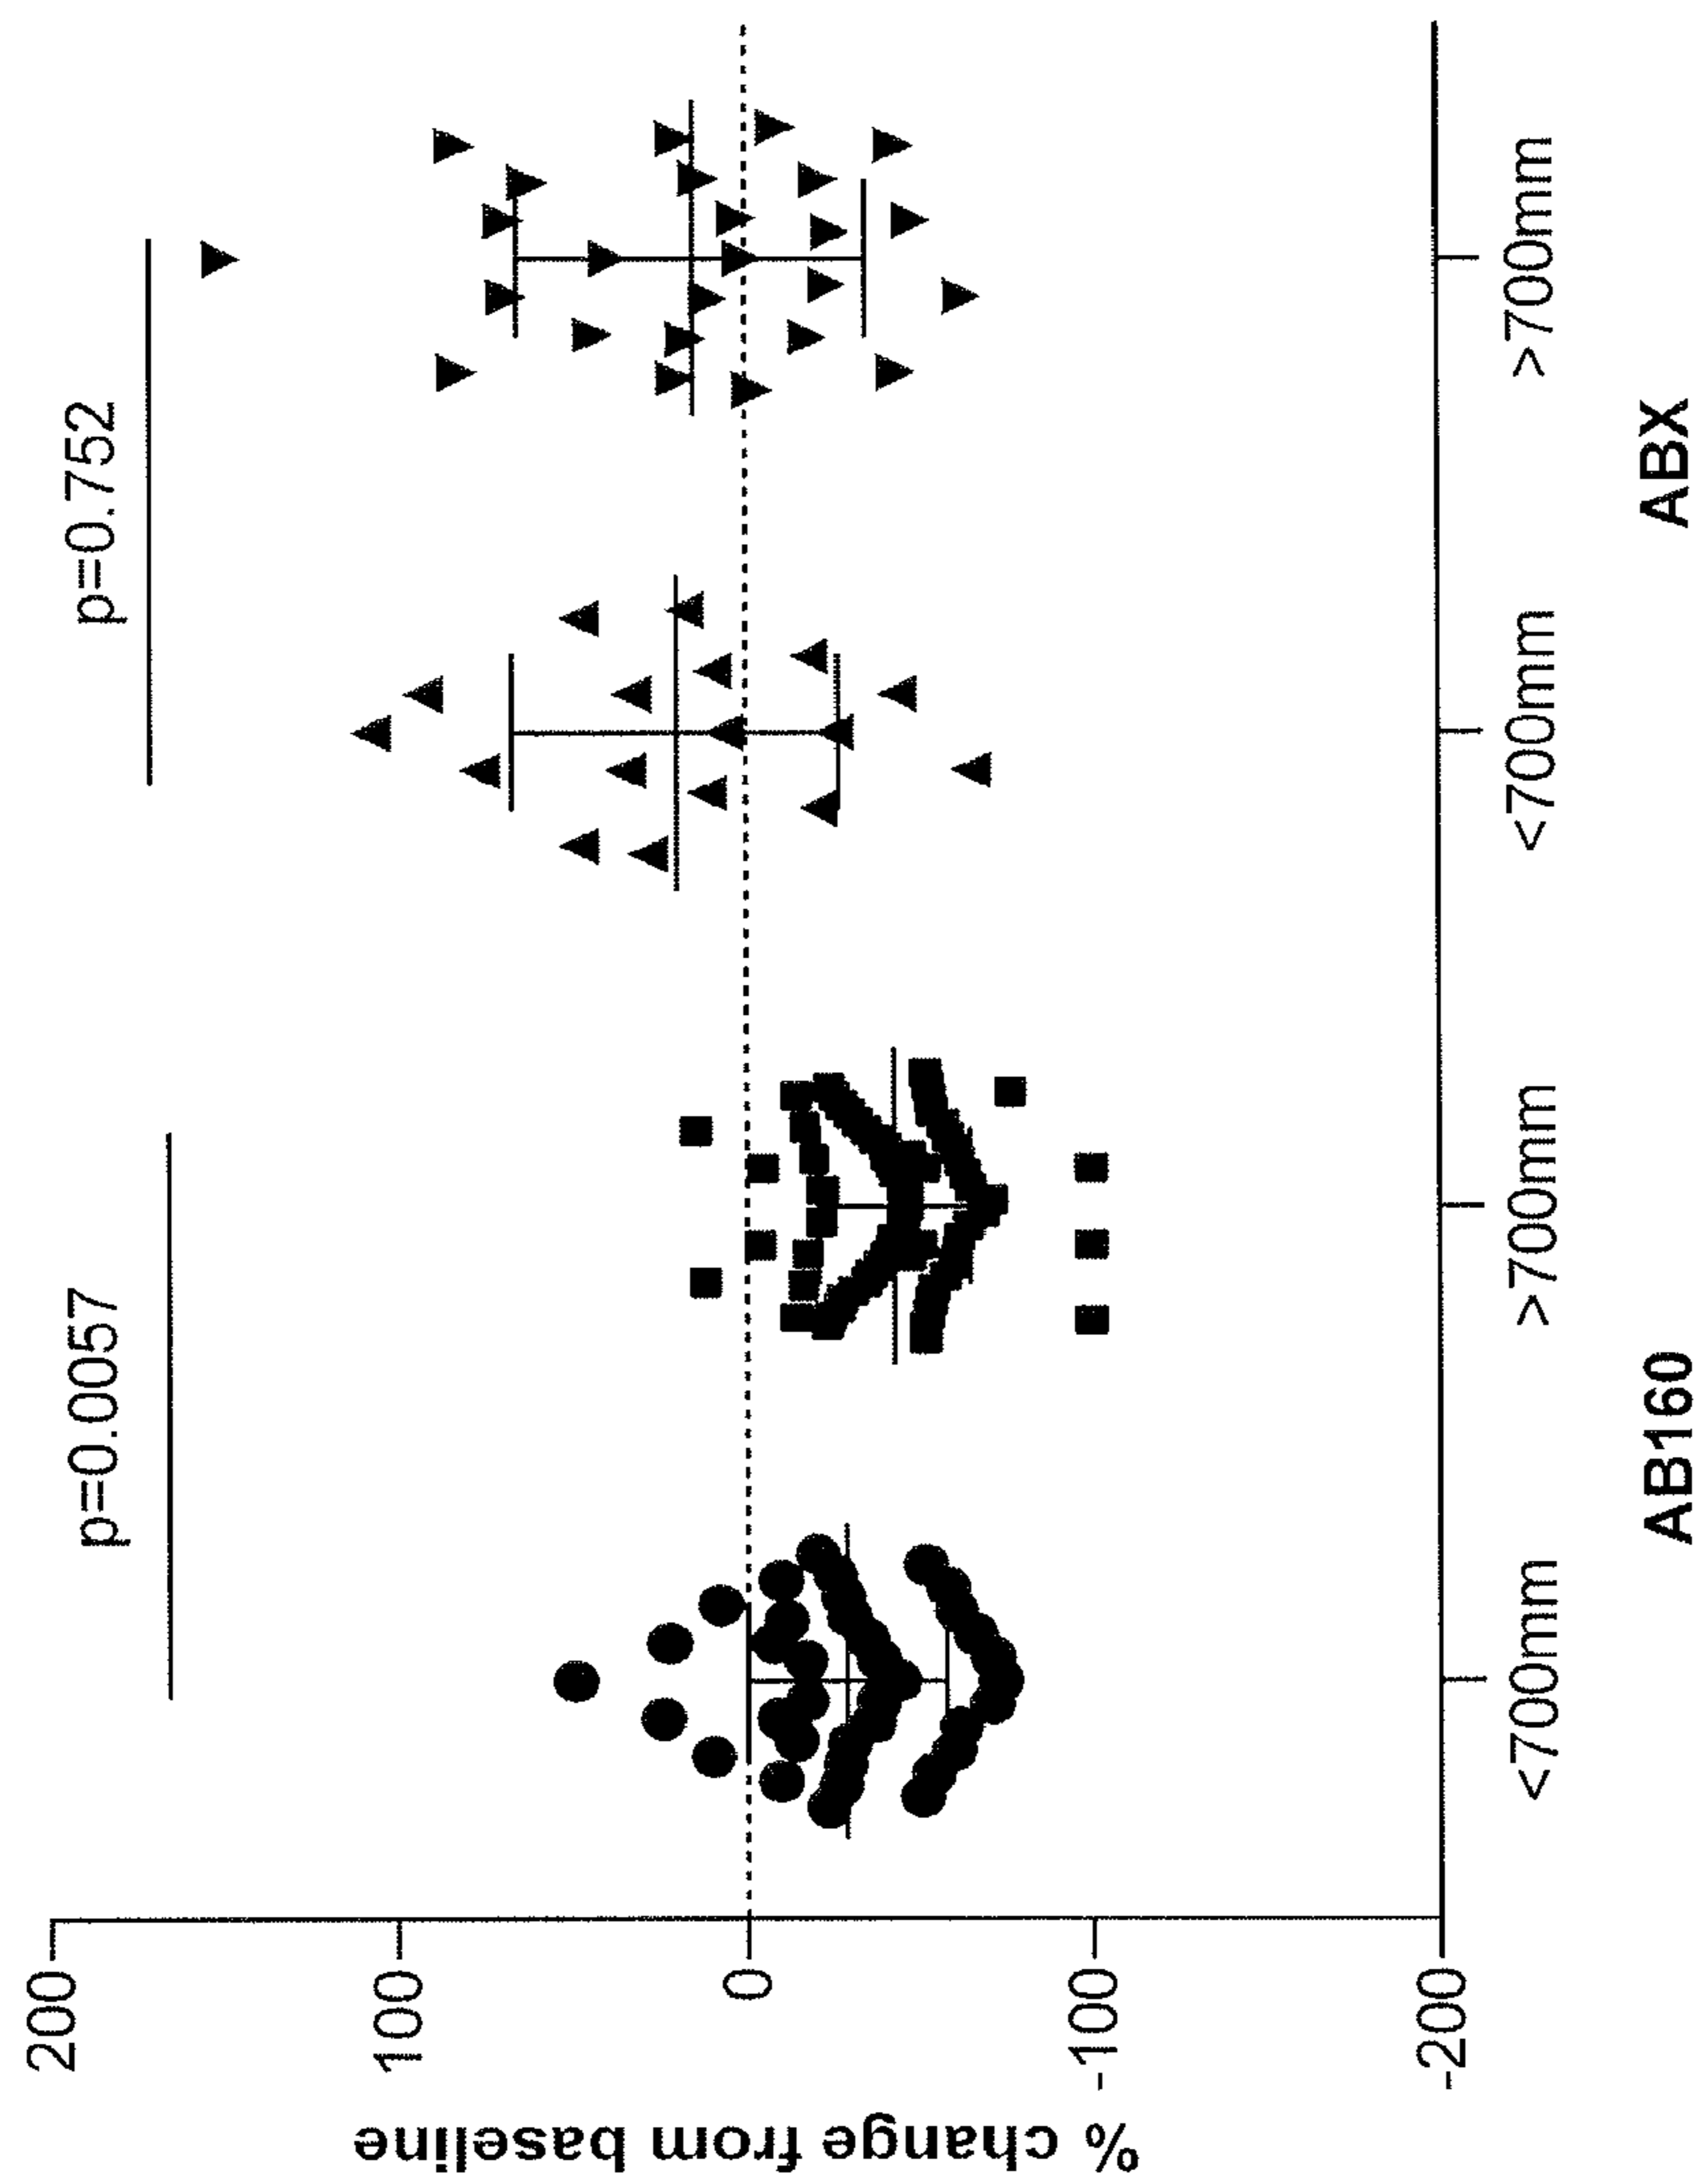 p=0.0057
p=0.752
200
100
0
-100
-200
% change from baseline
<700mm
>700mm
<700mm
>700mm
AB160
ABX